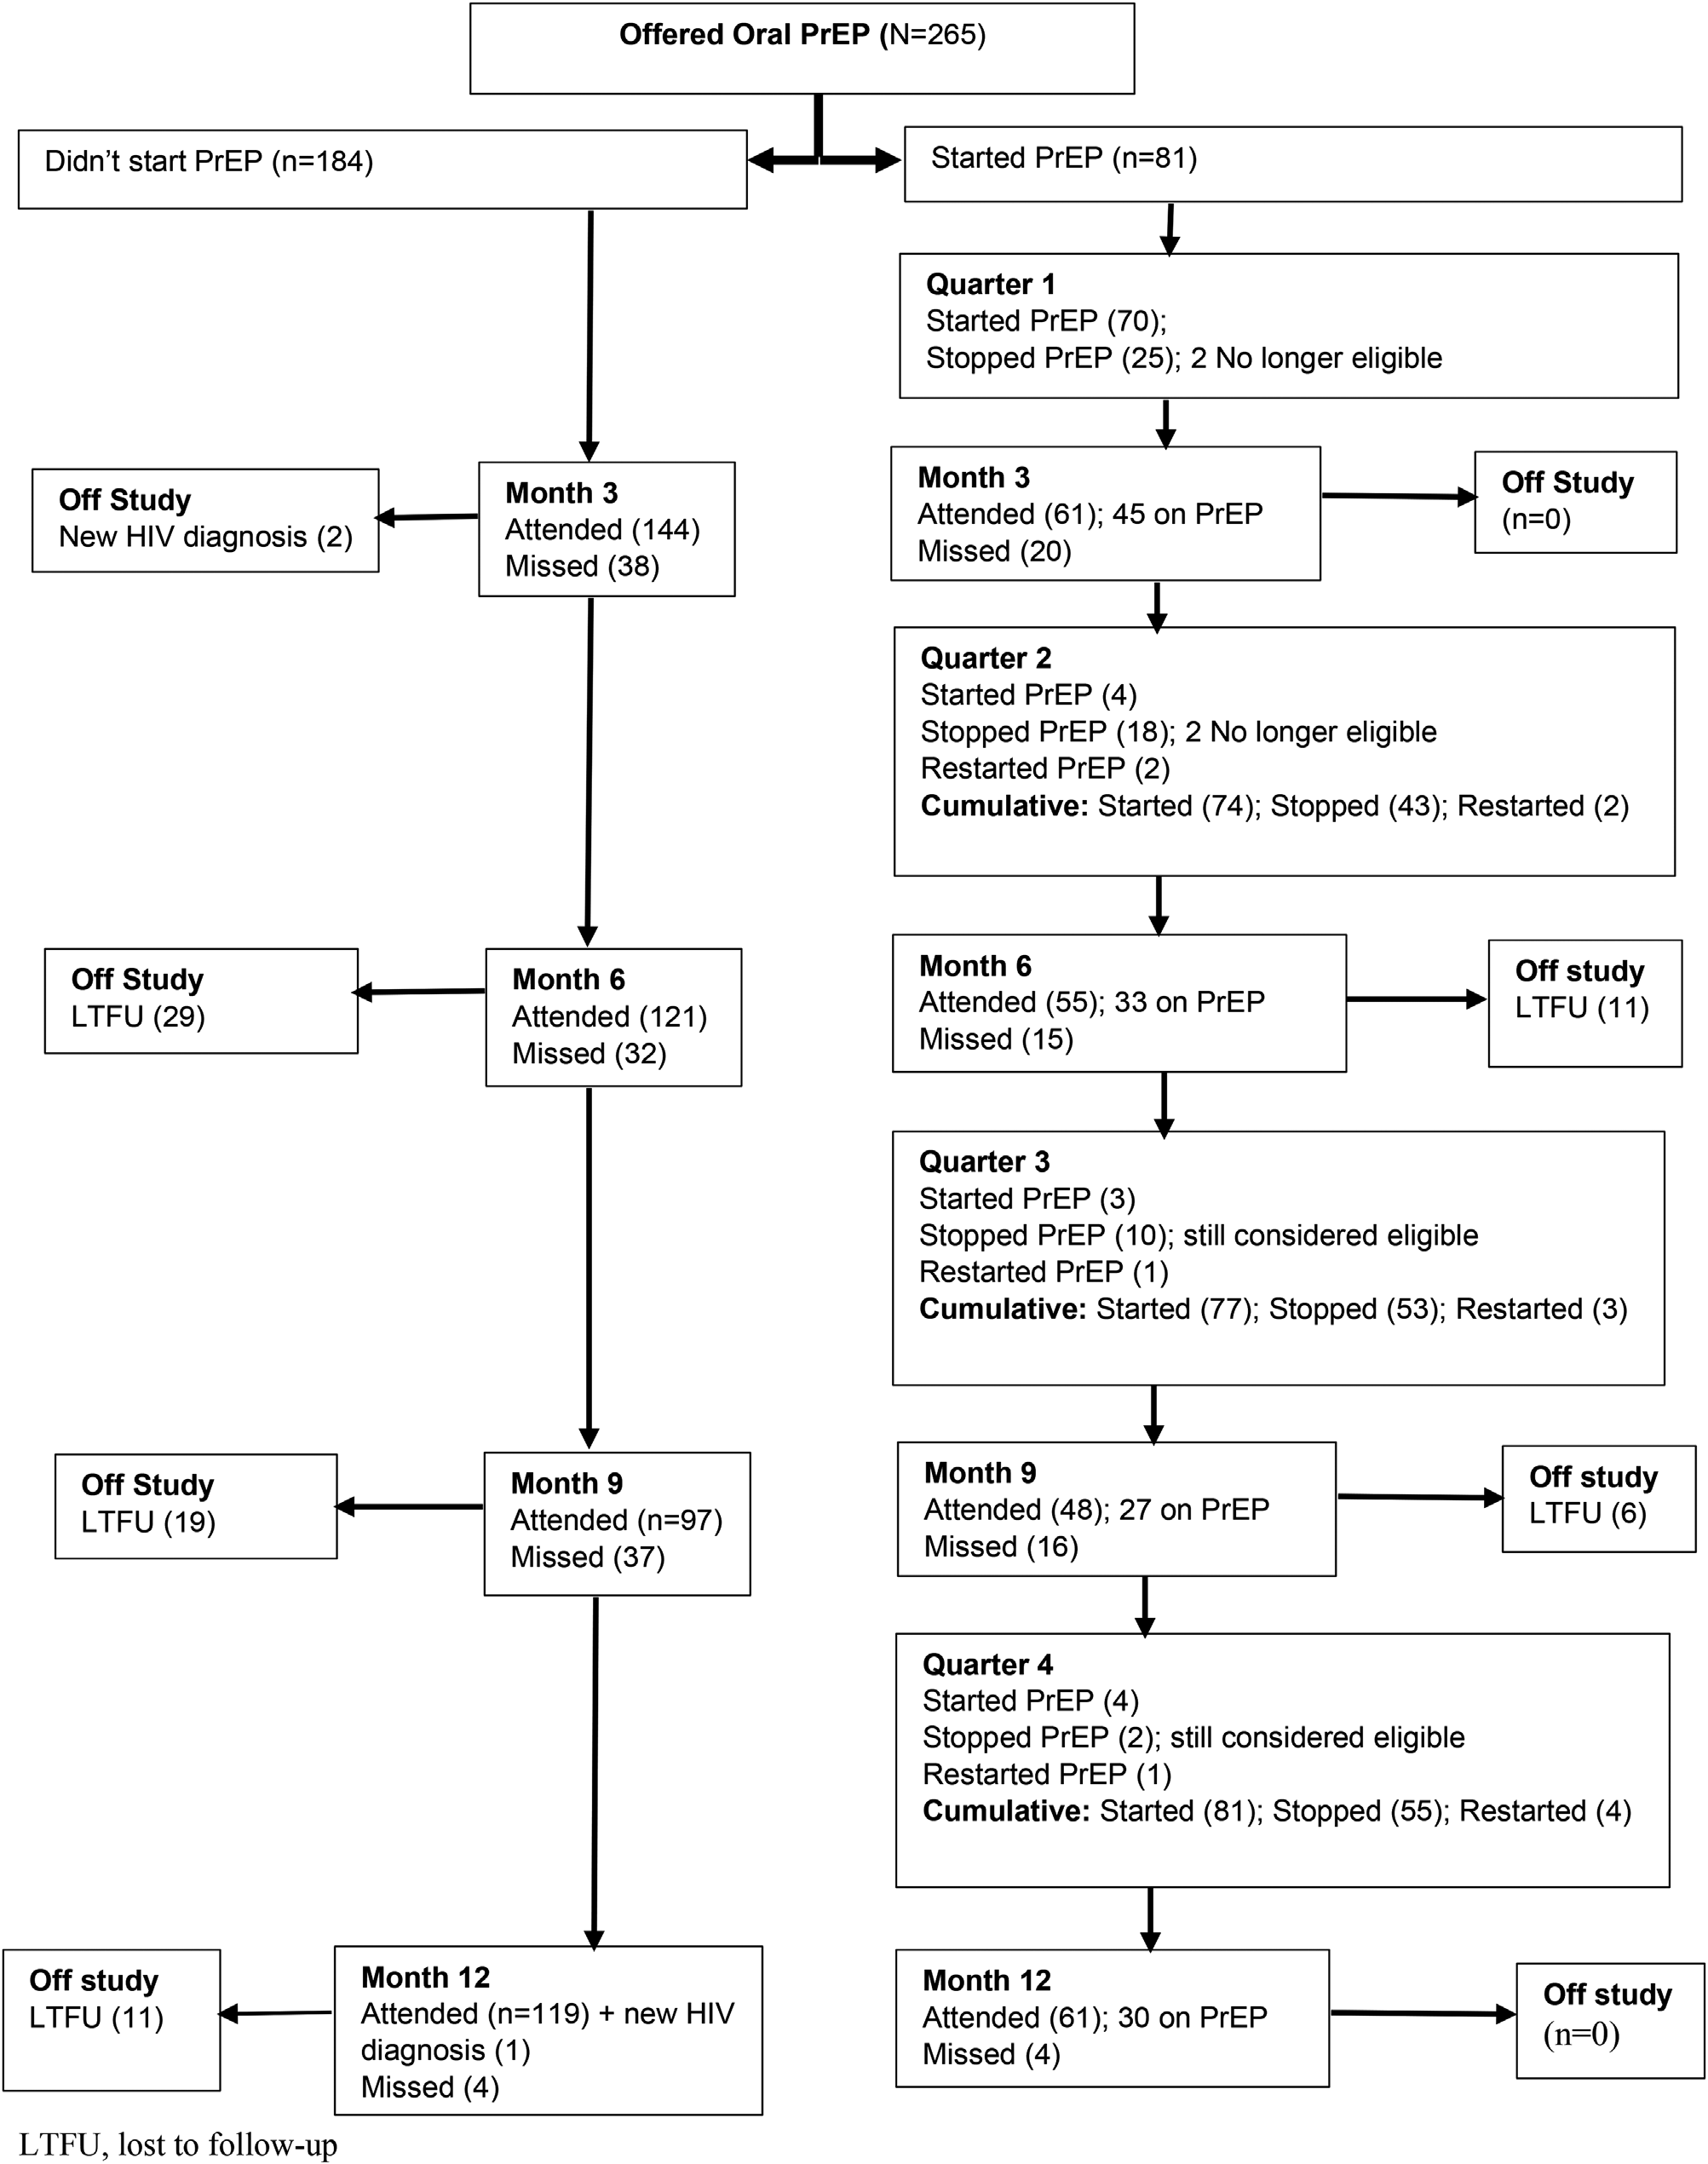 Offered Oral PrEP (N=265)
Didn’t start PrEP (n=184)
Started PrEP (n=81)
Quarter 1
Started PrEP (70);
Stopped PrEP (25); 2 No longer eligible
Off Study
New HIV diagnosis (2)
Month 3
Attended (144)
Missed (38)
Month 3
Attended (61); 45 on PrEP
Missed (20)
Off Study
(n=0)
Quarter 2
Started PrEP (4)
Stopped PrEP (18); 2 No longer eligible
Restarted PrEP (2)
Cumulative: Started (74); Stopped (43); Restarted (2)
Off Study
LTFU (29)
Month 6
Attended (121)
Missed (32)
Month 6
Attended (55); 33 on PrEP
Missed (15)
Off study
LTFU (11)
Quarter 3
Started PrEP (3)
Stopped PrEP (10); still considered eligible
Restarted PrEP (1)
Cumulative: Started (77); Stopped (53); Restarted (3)
Off Study
LTFU (19)
Month 9
Attended (n=97)
Missed (37)
Month 9
Attended (48); 27 on PrEP
Missed (16)
Off study
LTFU (6)
Quarter 4
Started PrEP (4)
Stopped PrEP (2); still considered eligible
Restarted PrEP (1)
Cumulative: Started (81); Stopped (55); Restarted (4)
Off study
LTFU (11)
Month 12
Attended (n=119) + new HIV
diagnosis (1)
Missed (4)
Month 12
Attended (61); 30 on PrEP
Missed (4)
Off study
(n=0)
LTFU, lost to follow-up